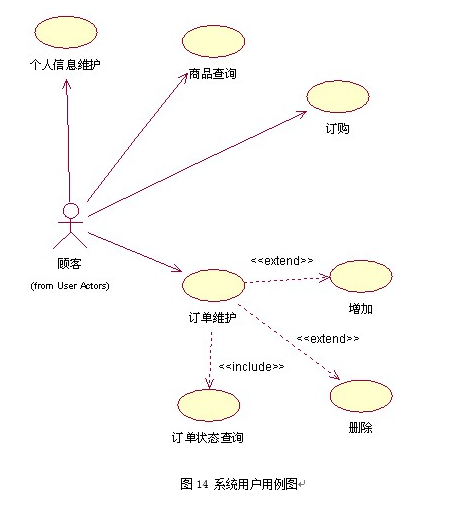 个人信息维护
商品查询
订购
顾客
(from User Actors)
<<extend>>
订单维护
增加
<<extend>>
<<include>>
订单状态查询
删除
图 14 系统用户用例图